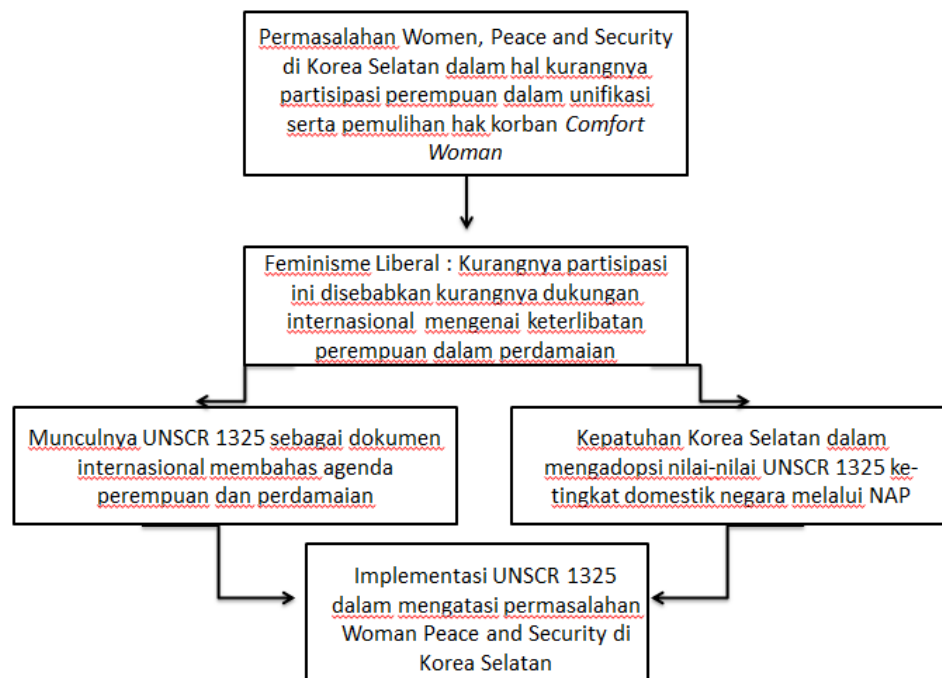 Permasalahan Women, Peace and Security
di Korea Selatan dalam hal kurangnya
partisipasi perempuan dalam unifikasi
serta pemulihan hak korban Comfort
Woman
Feminisme Liberal : Kurangnya partisipasi
ini disebabkan kurangnya dukungan
internasional mengenai keterlibatan
perempuan dalam perdamaian
Munculnya UNSCR 1325 sebagai dokumen
internasional membahas agenda
perempuan dan perdamaian
Kepatuhan Korea Selatan dalam
mengadopsi nilai-nilai UNSCR 1325 ke-
tingkat domestik negara melalui NAP
Implementasi UNSCR 1325
dalam mengatasi permasalahan
Woman Peace and Security di
Korea Selatan